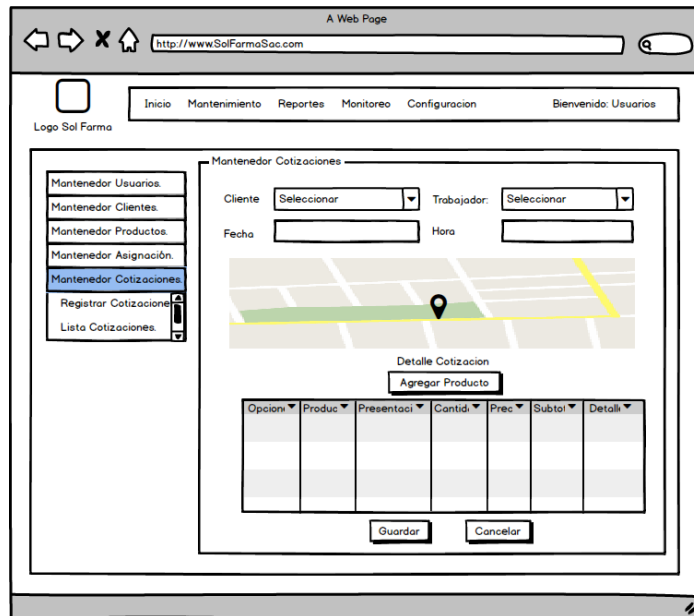 A Web Page
http://www.SolFarmaSac.com
Logo Sol Farma
Inicio Mantenimiento Reportes Monitoreo Configuracion Bienvenido: Usuarios
Mantenedor Usuarios.
Mantenedor Clientes.
Mantenedor Productos.
Mantenedor Asignación.
Mantenedor Cotizaciones.
Registrar Cotizacione
Lista Cotizaciones.
Mantenedor Cotizaciones
Cliente Seleccionar Trabajador: Seleccionar
Fecha Hora
Detalle Cotizacion
Agregar Producto
Opcion Produc Presentaci Cantid Prec Subto Detall
Guardar Cancelar